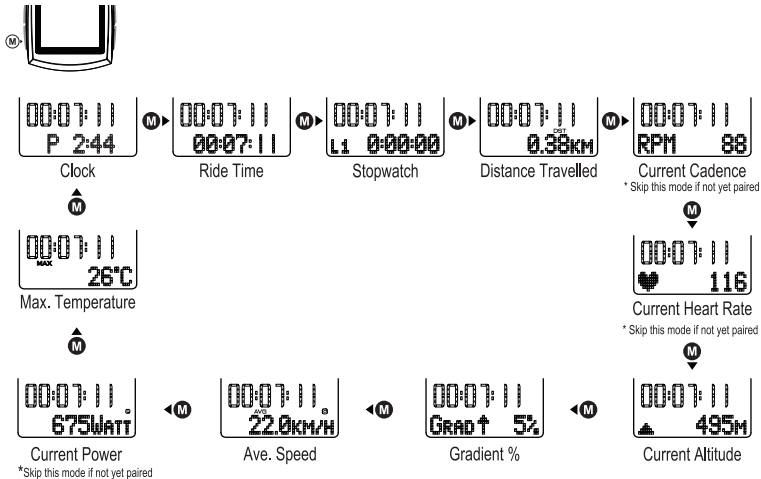 M
00:07:11 M 00:07:11 M 00:07:11 M 00:07:11 M 00:07:11
P 2:44 00:07:11 L1 0:00:00 DST 0.38KM RPM 88
Clock Ride Time Stopwatch Distance Travelled Current Cadence
* Skip this mode if not yet paired
M M
00:07:11 00:07:11
MAX 26°C 116
Max. Temperature Current Heart Rate
* Skip this mode if not yet paired
M M
00:07:11 M 00:07:11 M 00:07:11 M 00:07:11
675WATT AVG 22.0KM/H GRAD 5% 495M
Current Power Ave. Speed Gradient % Current Altitude
*Skip this mode if not yet paired